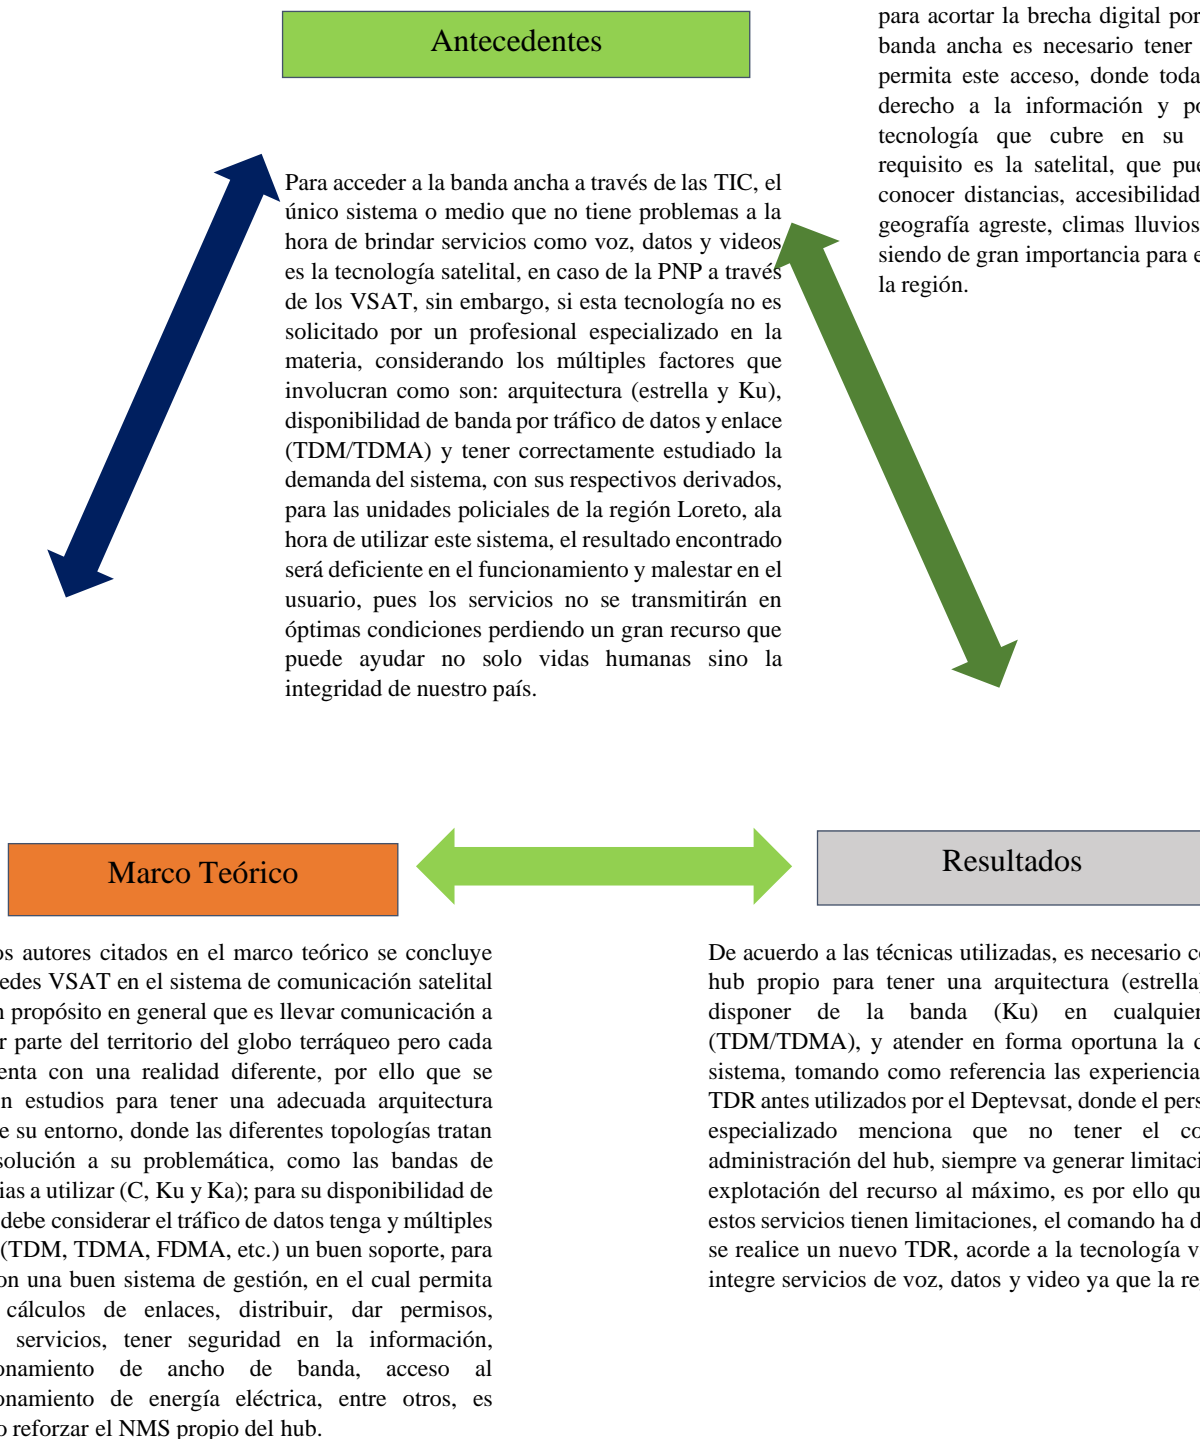 Antecedentes
Para acceder a la banda ancha a través de las TIC, el
único sistema o medio que no tiene problemas a la
hora de brindar servicios como voz, datos y videos
es la tecnología satelital, en caso de la PNP a través
de los VSAT, sin embargo, si esta tecnología no es
solicitado por un profesional especializado en la
materia, considerando los múltiples factores que
involucran como son: arquitectura (estrella y Ku),
disponibilidad de banda por tráfico de datos y enlace
(TDM/TDMA) y tener correctamente estudiado la
demanda del sistema, con sus respectivos derivados,
para las unidades policiales de la región Loreto, ala
hora de utilizar este sistema, el resultado encontrado
será deficiente en el funcionamiento y malestar en el
usuario, pues los servicios no se transmitirán en
óptimas condiciones perdiendo un gran recurso que
puede ayudar no solo vidas humanas sino la
integridad de nuestro país.
para acortar la brecha digital por
banda ancha es necesario tener
permita este acceso, donde toda
derecho a la información y
tecnología que cubre en su
requisito es la satelital, que
conocer distancias, accesibilidad
geografía agreste, climas
siendo de gran importancia para
la región.
Marco Teórico
autores citados en el marco teórico se concluye
VSAT en el sistema de comunicación satelital
propósito en general que es llevar comunicación a
parte del territorio del globo terráqueo pero cada
con una realidad diferente, por ello que se
estudios para tener una adecuada arquitectura
su entorno, donde las diferentes topologías tratan
solución a su problemática, como las bandas de
a utilizar (C, Ku y Ka); para su disponibilidad de
debe considerar el tráfico de datos tenga y múltiples
(TDM, TDMA, FDMA, etc.) un buen soporte, para
una buen sistema de gestión, en el cual permita
cálculos de enlaces, distribuir, dar permisos,
servicios, tener seguridad en la información,
de ancho de banda, acceso al
de energía eléctrica, entre otros, es
reforzar el NMS propio del hub.
Resultados
De acuerdo a las técnicas utilizadas, es necesario
hub propio para tener una arquitectura (estrella)
disponer de la banda (Ku) en cualquier
(TDM/TDMA), y atender en forma oportuna la
sistema, tomando como referencia las
TDR antes utilizados por el Deptevsat, donde el
especializado menciona que no tener el
administración del hub, siempre va generar
explotación del recurso al máximo, es por ello
estos servicios tienen limitaciones, el comando ha
se realice un nuevo TDR, acorde a la tecnología
integre servicios de voz, datos y video ya que la